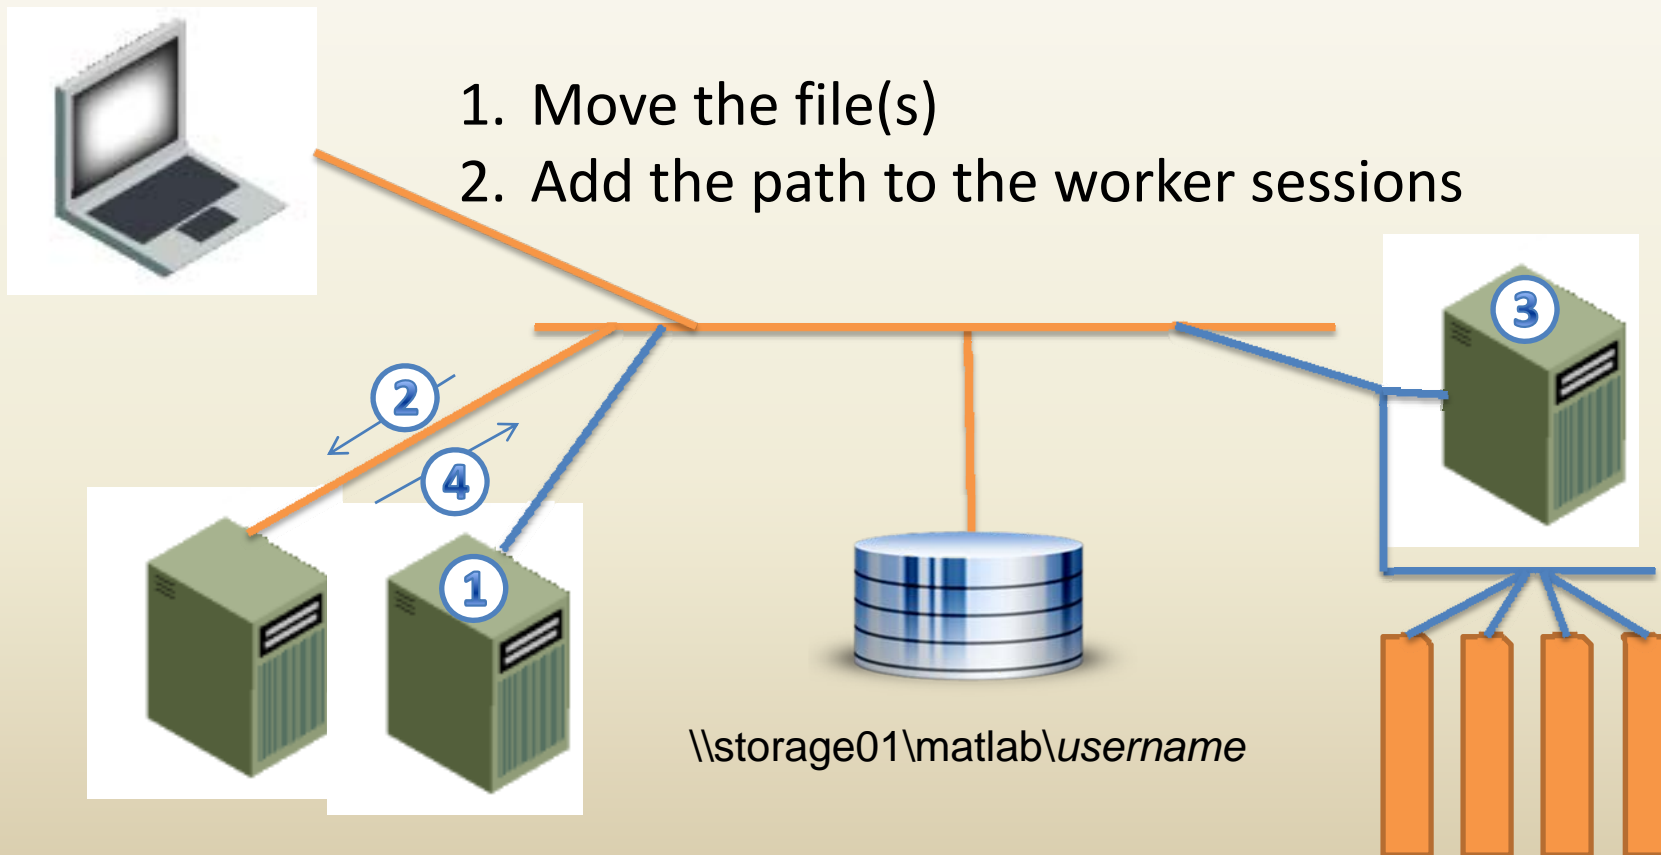 1. Move the file(s)
2. Add the path to the worker sessions
3
2
4
1
\\storage01\matlab\username